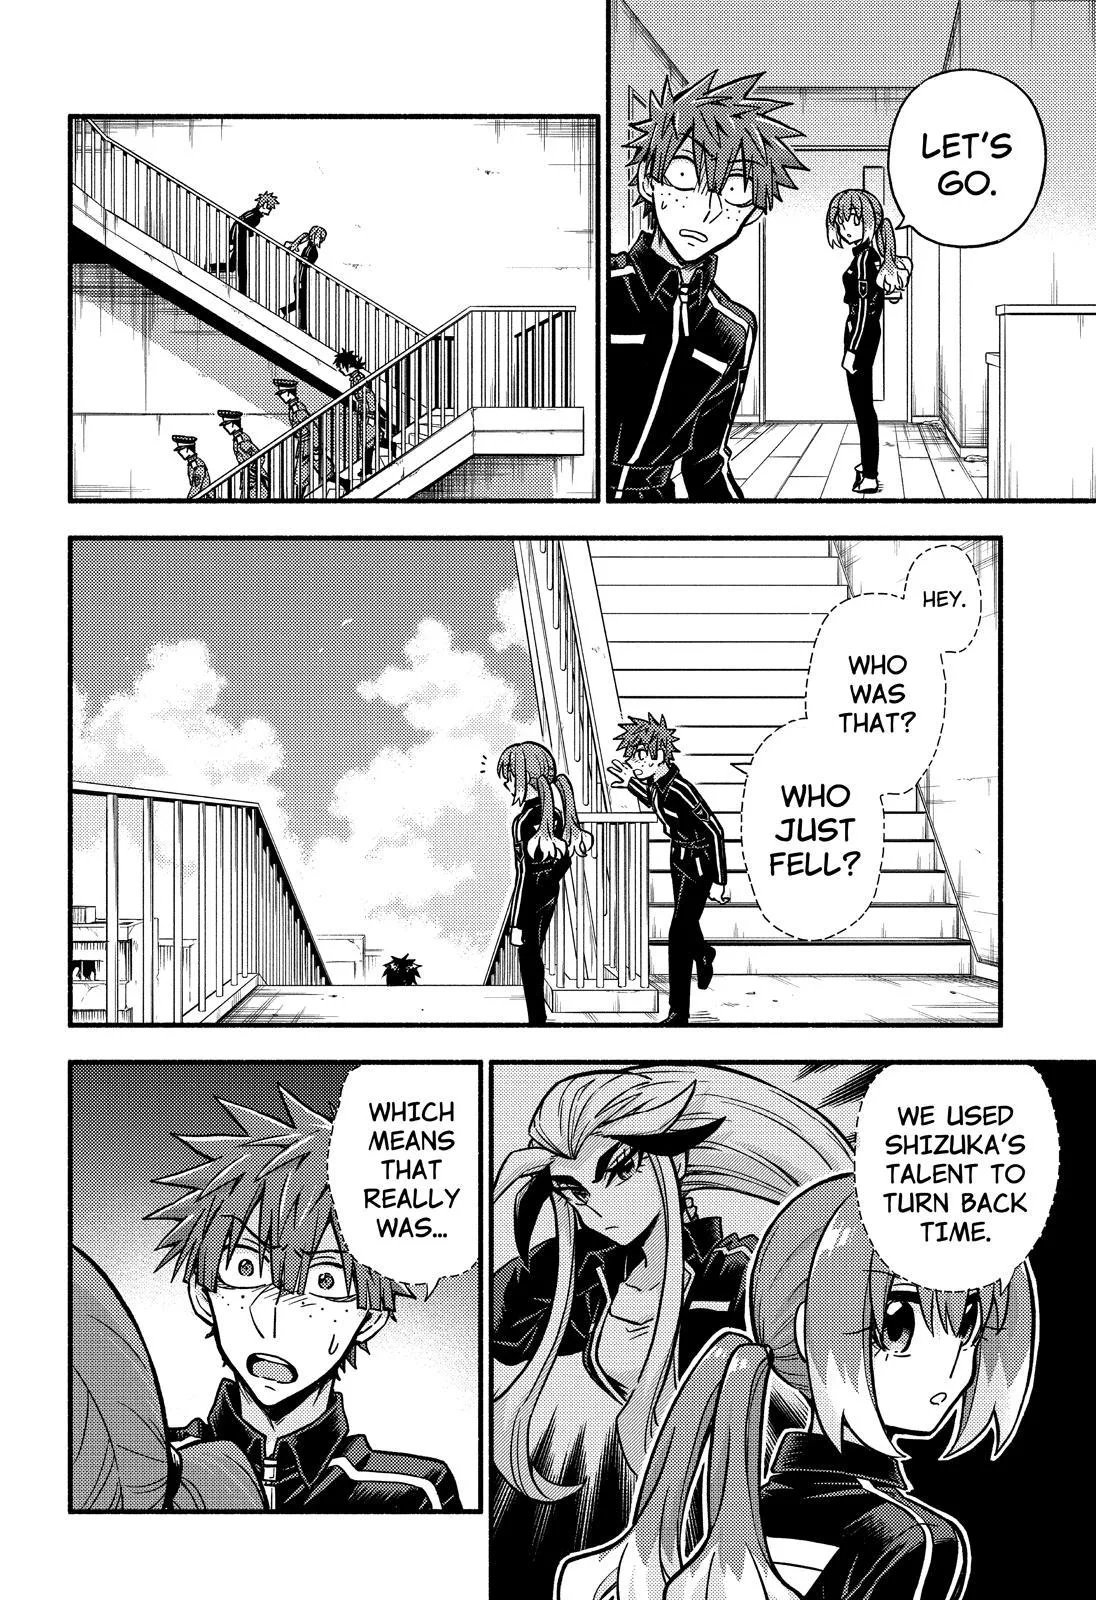 LET'S
GO.
HEY.
WHO
WAS
THAT?
WHO
JUST
FELL?
WE USED
SHIZUKA'S
TALENT TO
TURN BACK
TIME.
WHICH
MEANS
THAT
REALLY
WAS...